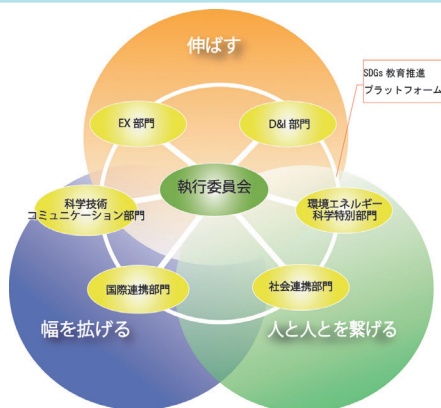 伸ばす
SDGs 教育推進
プラットフォーム
EX 部門
D&I 部門
執行委員会
科学技術
コミュニケーション部門
環境エネルギー
科学特別部門
国際連携部門
社会連携部門
幅を拡げる
人と人とを繋げる